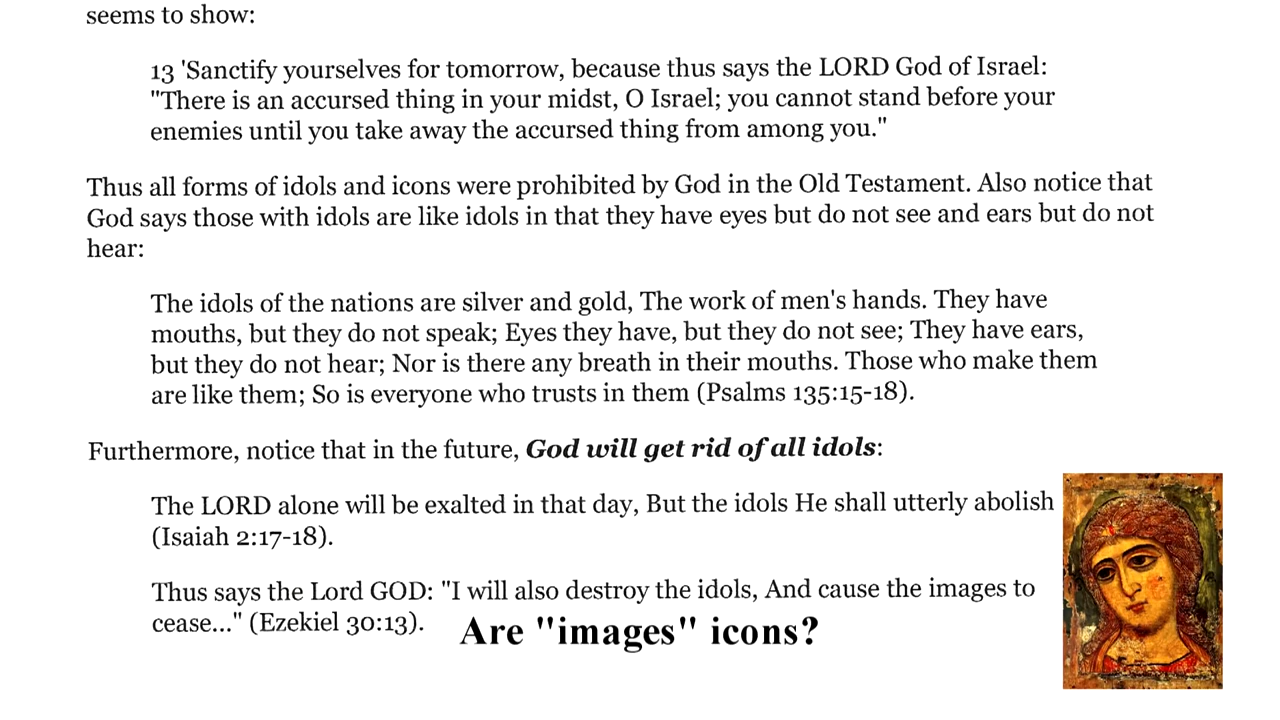 seems to show:
13 'Sanctify yourselves for tomorrow, because thus says the LORD God of Israel:
"There is an accursed thing in your midst, O Israel; you cannot stand before your
enemies until you take away the accursed thing from among you."
Thus all forms of idols and icons were prohibited by God in the Old Testament. Also notice that
God says those with idols are like idols in that they have eyes but do not see and ears but do not
hear:
The idols of the nations are silver and gold, The work of men's hands. They have
mouths, but they do not speak; Eyes they have, but they do not see; They have ears,
but they do not hear; Nor is there any breath in their mouths. Those who make them
are like them; So is everyone who trusts in them (Psalms 135:15-18).
Furthermore, notice that in the future, God will get rid of all idols:
The LORD alone will be exalted in that day, But the idols He shall utterly abolish
(Isaiah 2:17-18).
Thus says the Lord GOD: "I will also destroy the idols, And cause the images to
cease..." (Ezekiel 30:13).
Are "images" icons?